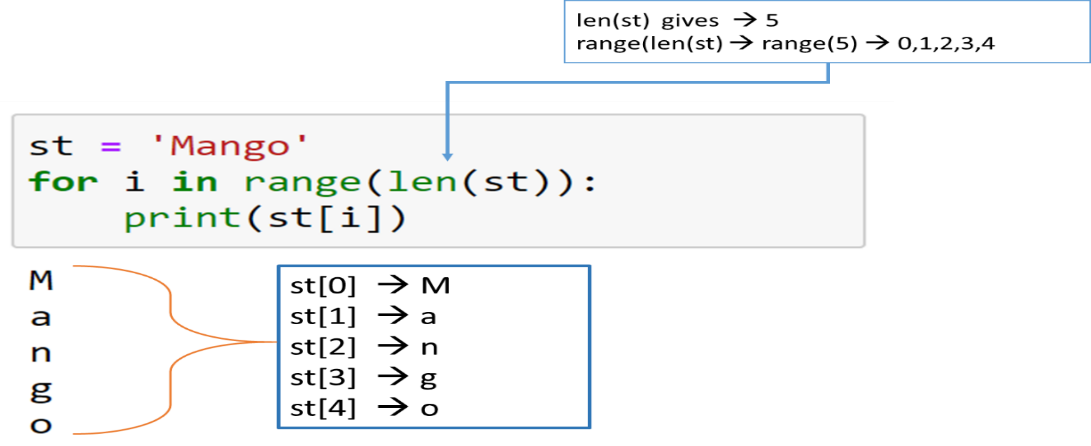 len(st) gives → 5
range(len(st) → range(5) → 0,1,2,3,4
st = 'Mango'
for i in range(len(st)):
    print(st[i])
M
a
n
g
o
st[0] → M
st[1] → a
st[2] → n
st[3] → g
st[4] → o